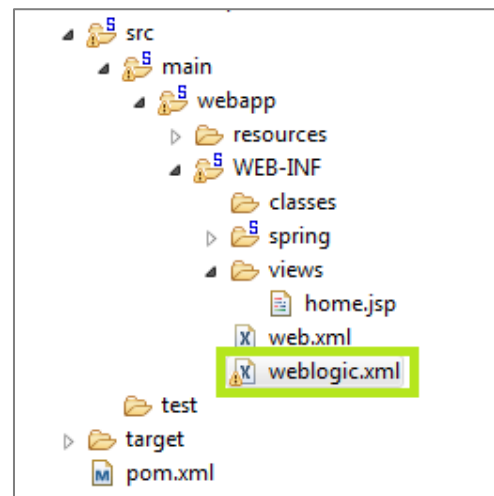 src
main
webapp
resources
WEB-INF
classes
spring
views
home.jsp
web.xml
weblogic.xml
test
target
pom.xml